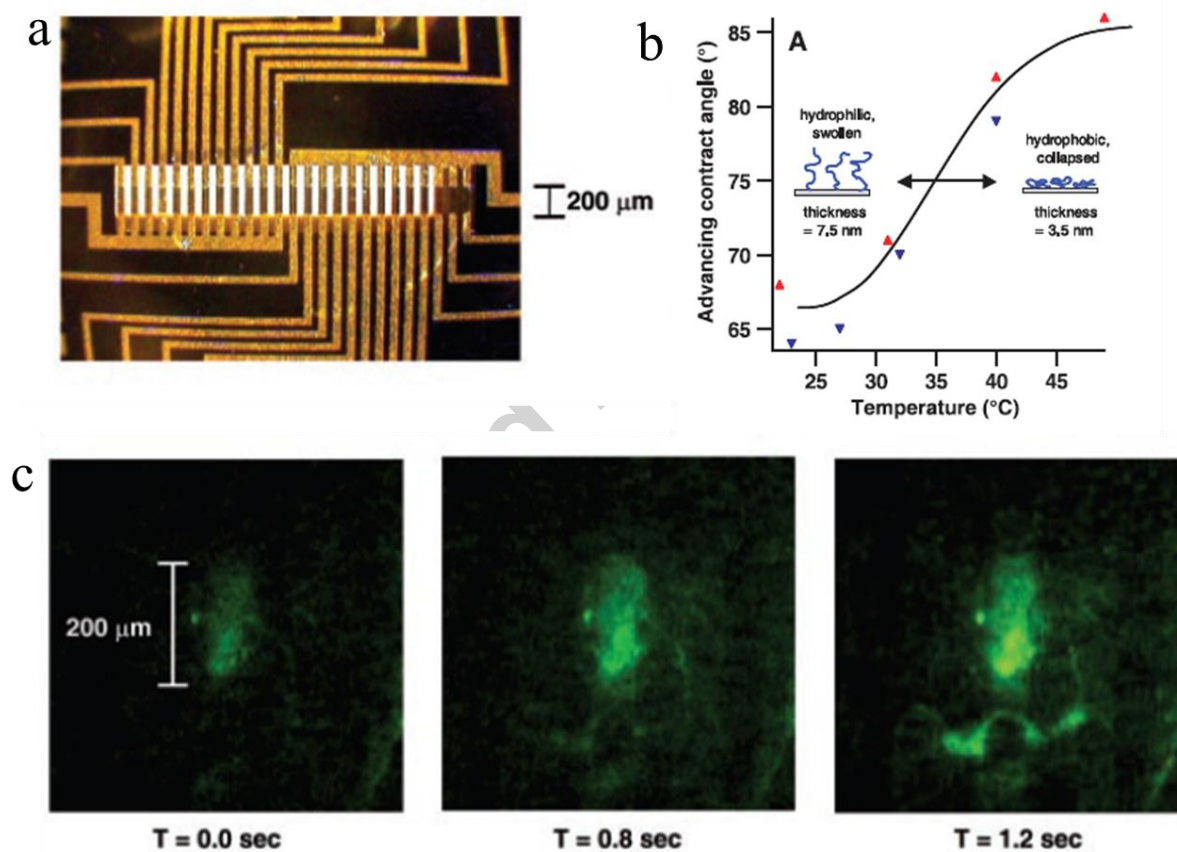 a
200 μm
b
A
Advancing contract angle (°)
85
80
75
70
65
hydrophilic,
swollen
thickness
= 7.5 nm
hydrophobic,
collapsed
thickness
= 3.5 nm
25 30 35 40 45
Temperature (°C)
c
200 μm
T = 0.0 sec
T = 0.8 sec
T = 1.2 sec